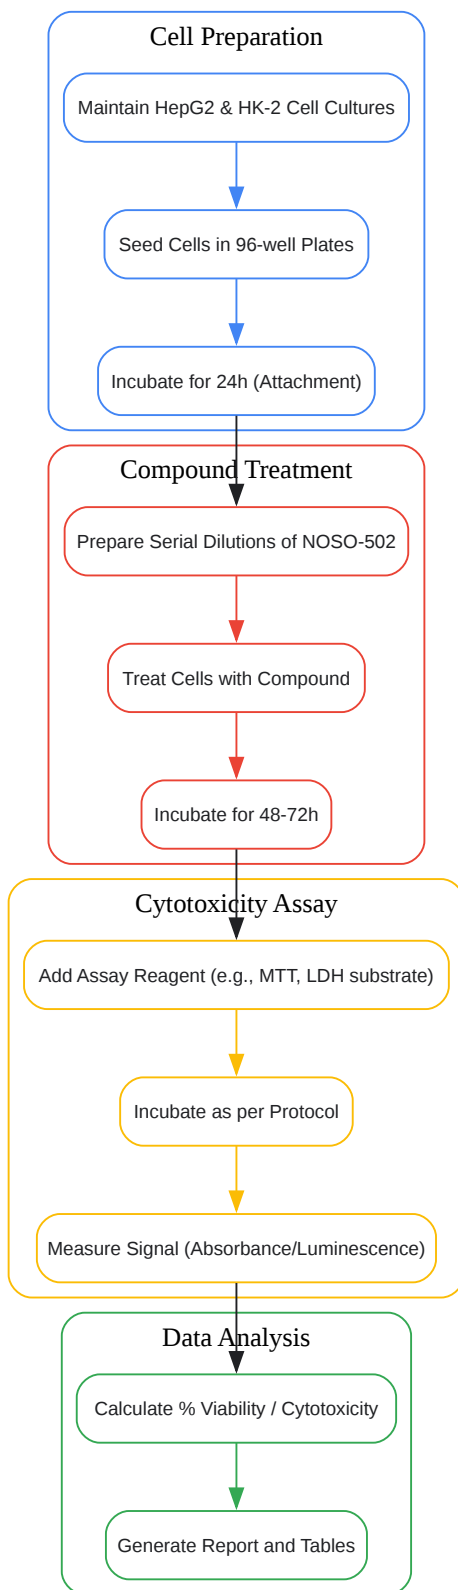 Cell Preparation
Maintain HepG2 & HK-2 Cell Cultures
Seed Cells in 96-well Plates
Incubate for 24h (Attachment)
Compound Treatment
Prepare Serial Dilutions of NOSO-502
Treat Cells with Compound
Incubate for 48-72h
Cytotoxicity Assay
Add Assay Reagent (e.g., MTT, LDH substrate)
Incubate as per Protocol
Measure Signal (Absorbance/Luminescence)
Data Analysis
Calculate % Viability / Cytotoxicity
Generate Report and Tables